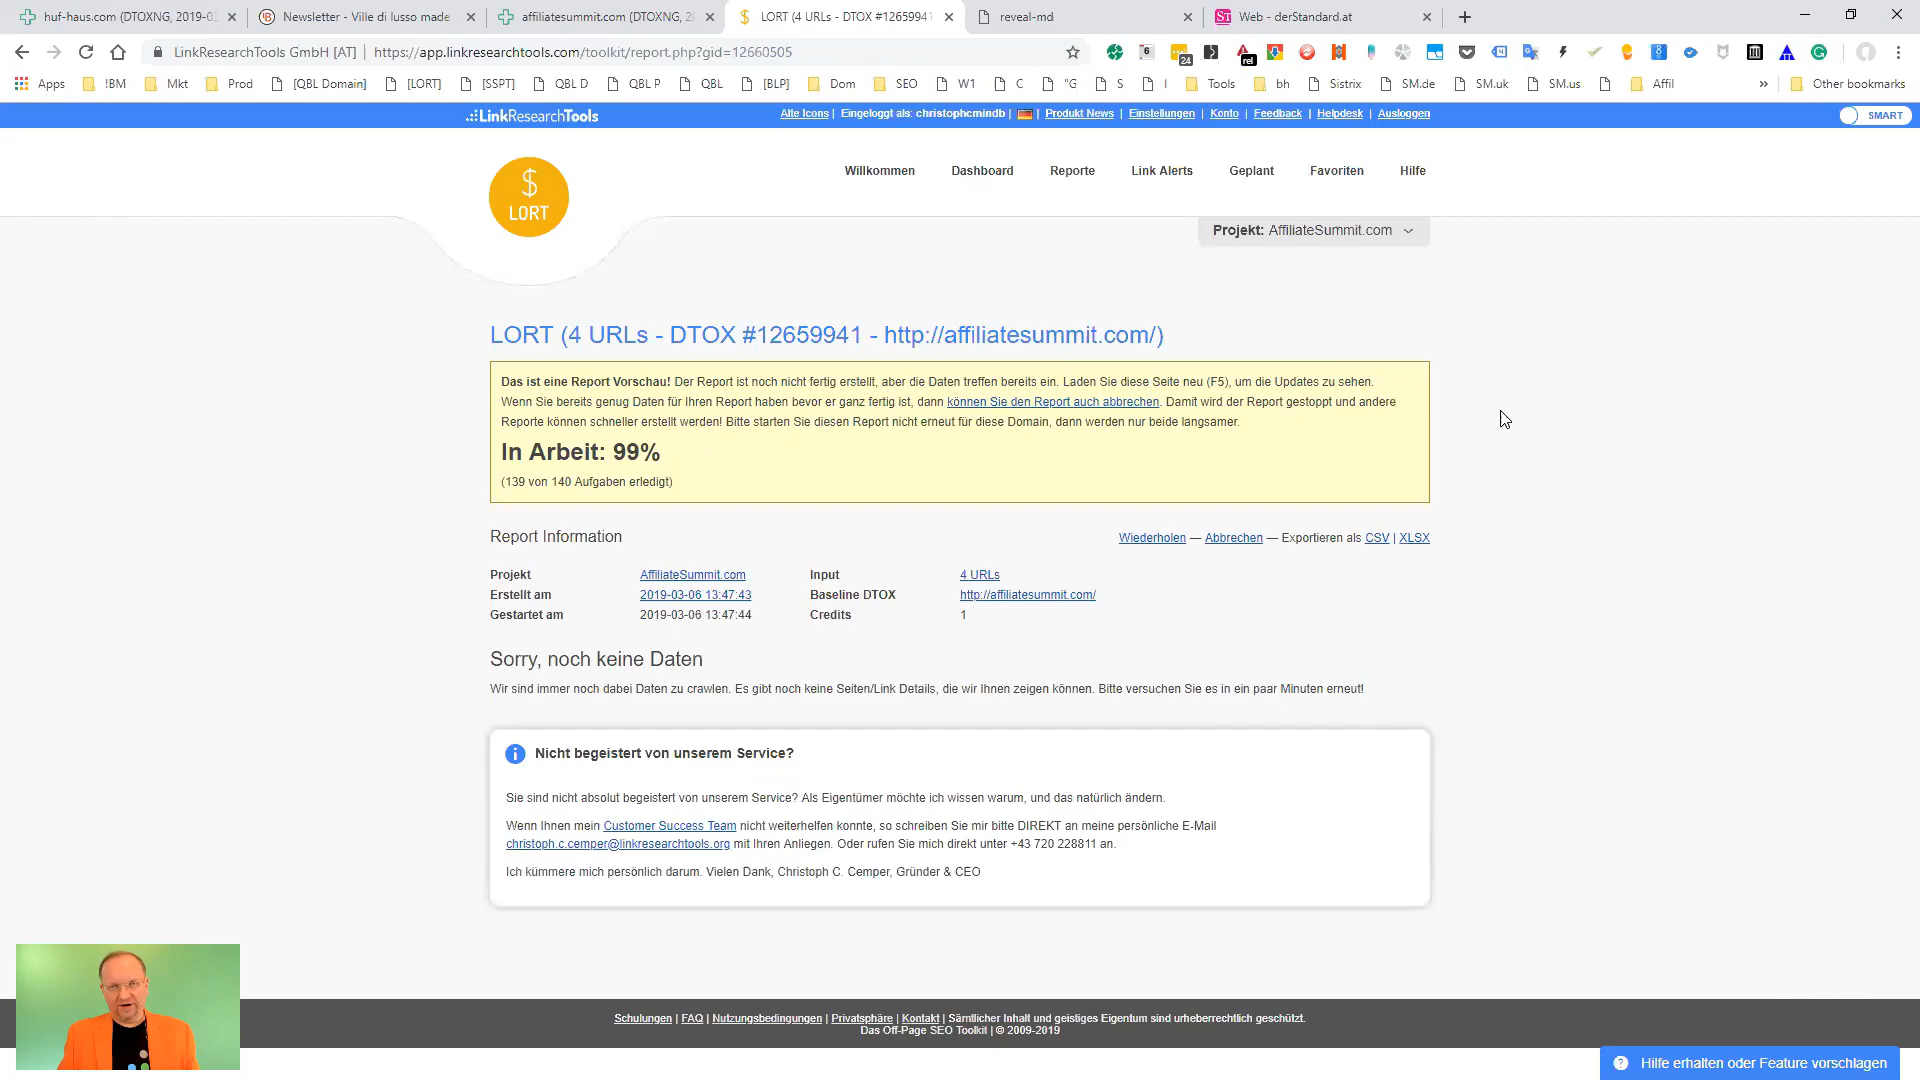 huf-haus.com (DTOXNG, 2019-0
Newsletter - Ville di lusso made
affiliatesummit.com (DTOXNG, 20
LORT (4 URLs - DTOX #12659941
reveal-md
Web - derStandard.at
LinkResearchTools GmbH [AT]
https://app.linkresearchtools.com/toolkit/report.php?gid=12660505
Apps
!BM
Mkt
Prod
[QBL Domain]
[LORT]
[SSPT]
QBL D
QBL P
QBL
[BLP]
Dom
SEO
W1
C
"G
S
I
Tools
bh
Sistrix
SM.de
SM.uk
SM.us
Affil
»
Other bookmarks
LinkResearchTools
Alte Icons | Eingeloggt als: christophcmindb | Produkt News | Einstellungen | Konto | Feedback | Helpdesk | Ausloggen
SMART
$
LORT
Willkommen
Dashboard
Reporte
Link Alerts
Geplant
Favoriten
Hilfe
Projekt: AffiliateSummit.com
LORT (4 URLs - DTOX #12659941 - http://affiliatesummit.com/)
Das ist eine Report Vorschau! Der Report ist noch nicht fertig erstellt, aber die Daten treffen bereits ein. Laden Sie diese Seite neu (F5), um die Updates zu sehen.
Wenn Sie bereits genug Daten für Ihren Report haben bevor er ganz fertig ist, dann können Sie den Report auch abbrechen. Damit wird der Report gestoppt und andere
Reporte können schneller erstellt werden! Bitte starten Sie diesen Report nicht erneut für diese Domain, dann werden nur beide langsamer.
In Arbeit: 99%
(139 von 140 Aufgaben erledigt)
Report Information
Wiederholen — Abbrechen — Exportieren als CSV | XLSX
Projekt
AffiliateSummit.com
Input
4 URLs
Erstellt am
2019-03-06 13:47:43
Baseline DTOX
http://affiliatesummit.com/
Gestartet am
2019-03-06 13:47:44
Credits
1
Sorry, noch keine Daten
Wir sind immer noch dabei Daten zu crawlen. Es gibt noch keine Seiten/Link Details, die wir Ihnen zeigen können. Bitte versuchen Sie es in ein paar Minuten erneut!
Nicht begeistert von unserem Service?
Sie sind nicht absolut begeistert von unserem Service? Als Eigentümer möchte ich wissen warum, und das natürlich ändern.
Wenn Ihnen mein Customer Success Team nicht weiterhelfen konnte, so schreiben Sie mir bitte DIREKT an meine persönliche E-Mail
christoph.c.cemper@linkresearchtools.org mit Ihren Anliegen. Oder rufen Sie mich direkt unter +43 720 228811 an.
Ich kümmere mich persönlich darum. Vielen Dank, Christoph C. Cemper, Gründer & CEO
Schulungen | FAQ | Nutzungsbedingungen | Privatsphäre | Kontakt | Sämtlicher Inhalt und geistiges Eigentum sind urheberrechtlich geschützt.
Das Off-Page SEO Toolkit | © 2009-2019
Hilfe erhalten oder Feature vorschlagen